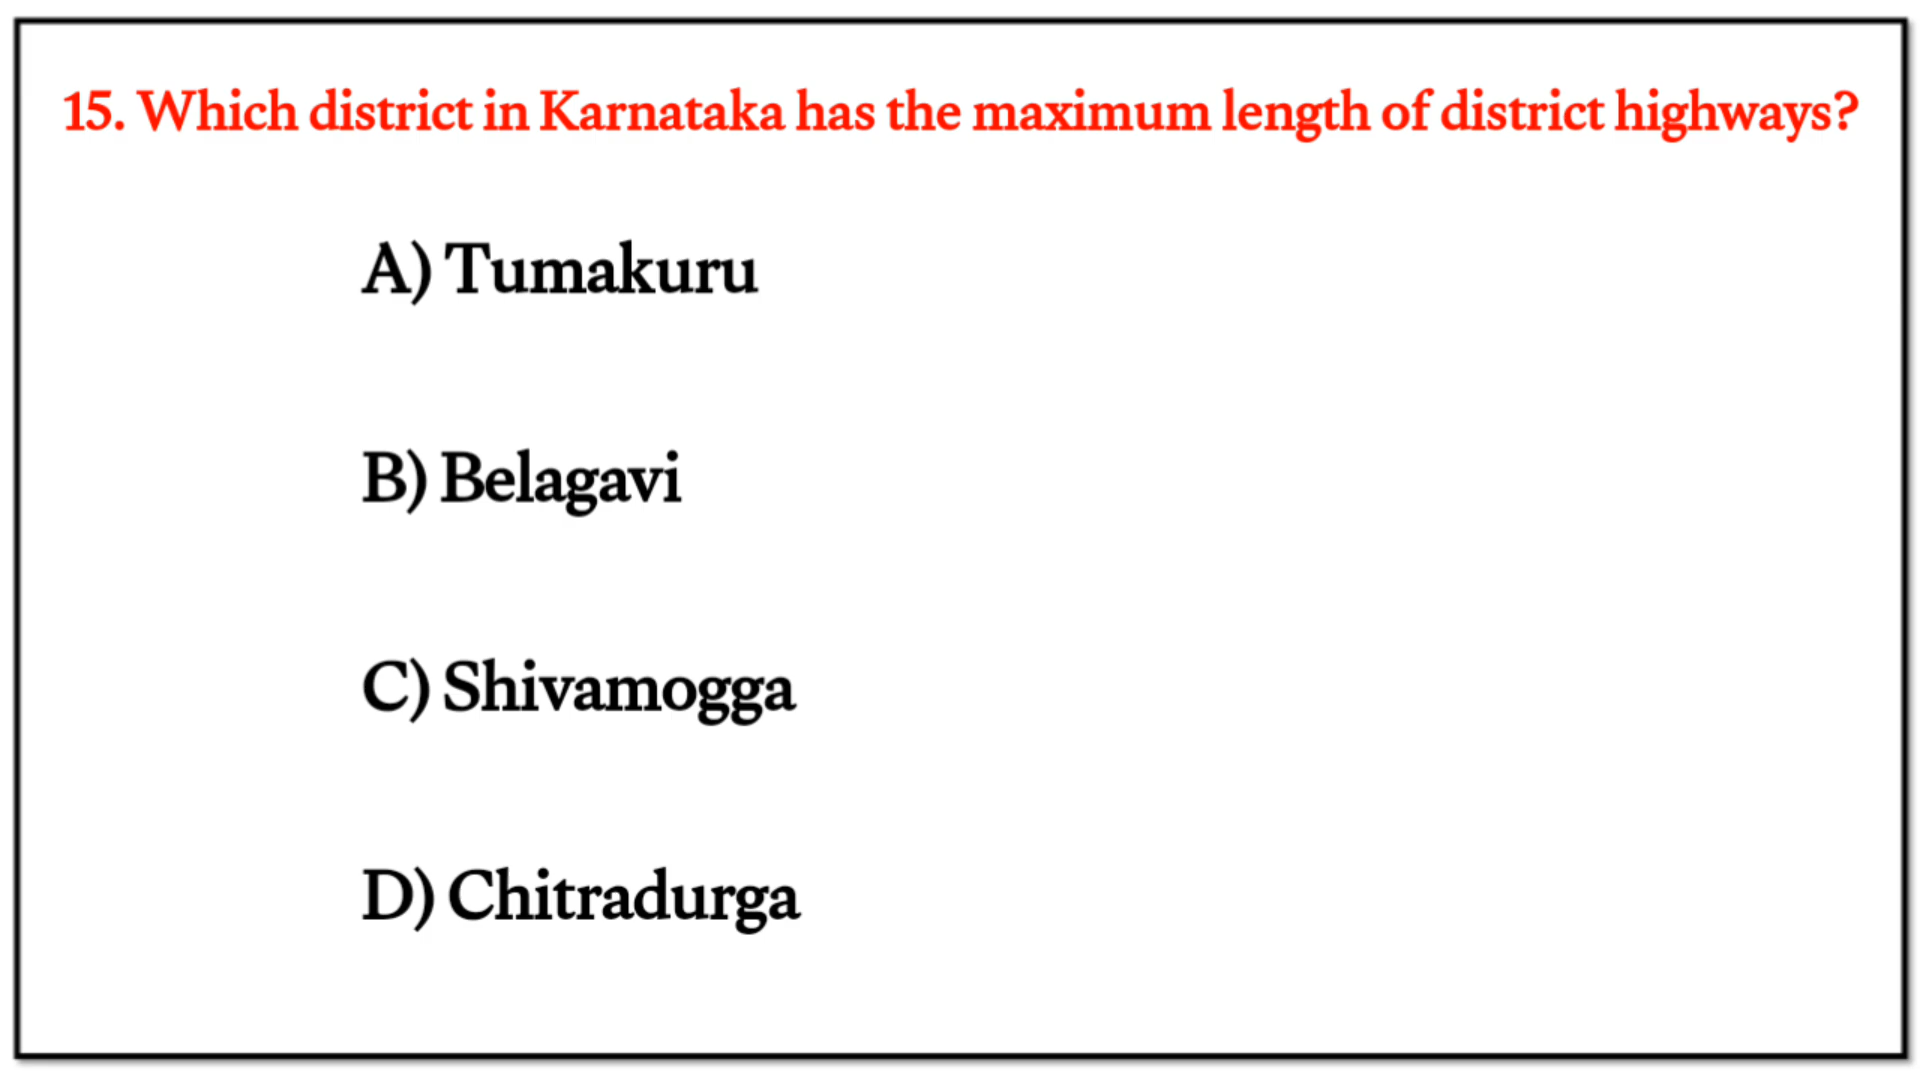 15. Which district in Karnataka has the maximum length of district highways?
A) Tumakuru
B) Belagavi
C) Shivamogga
D) Chitradurga